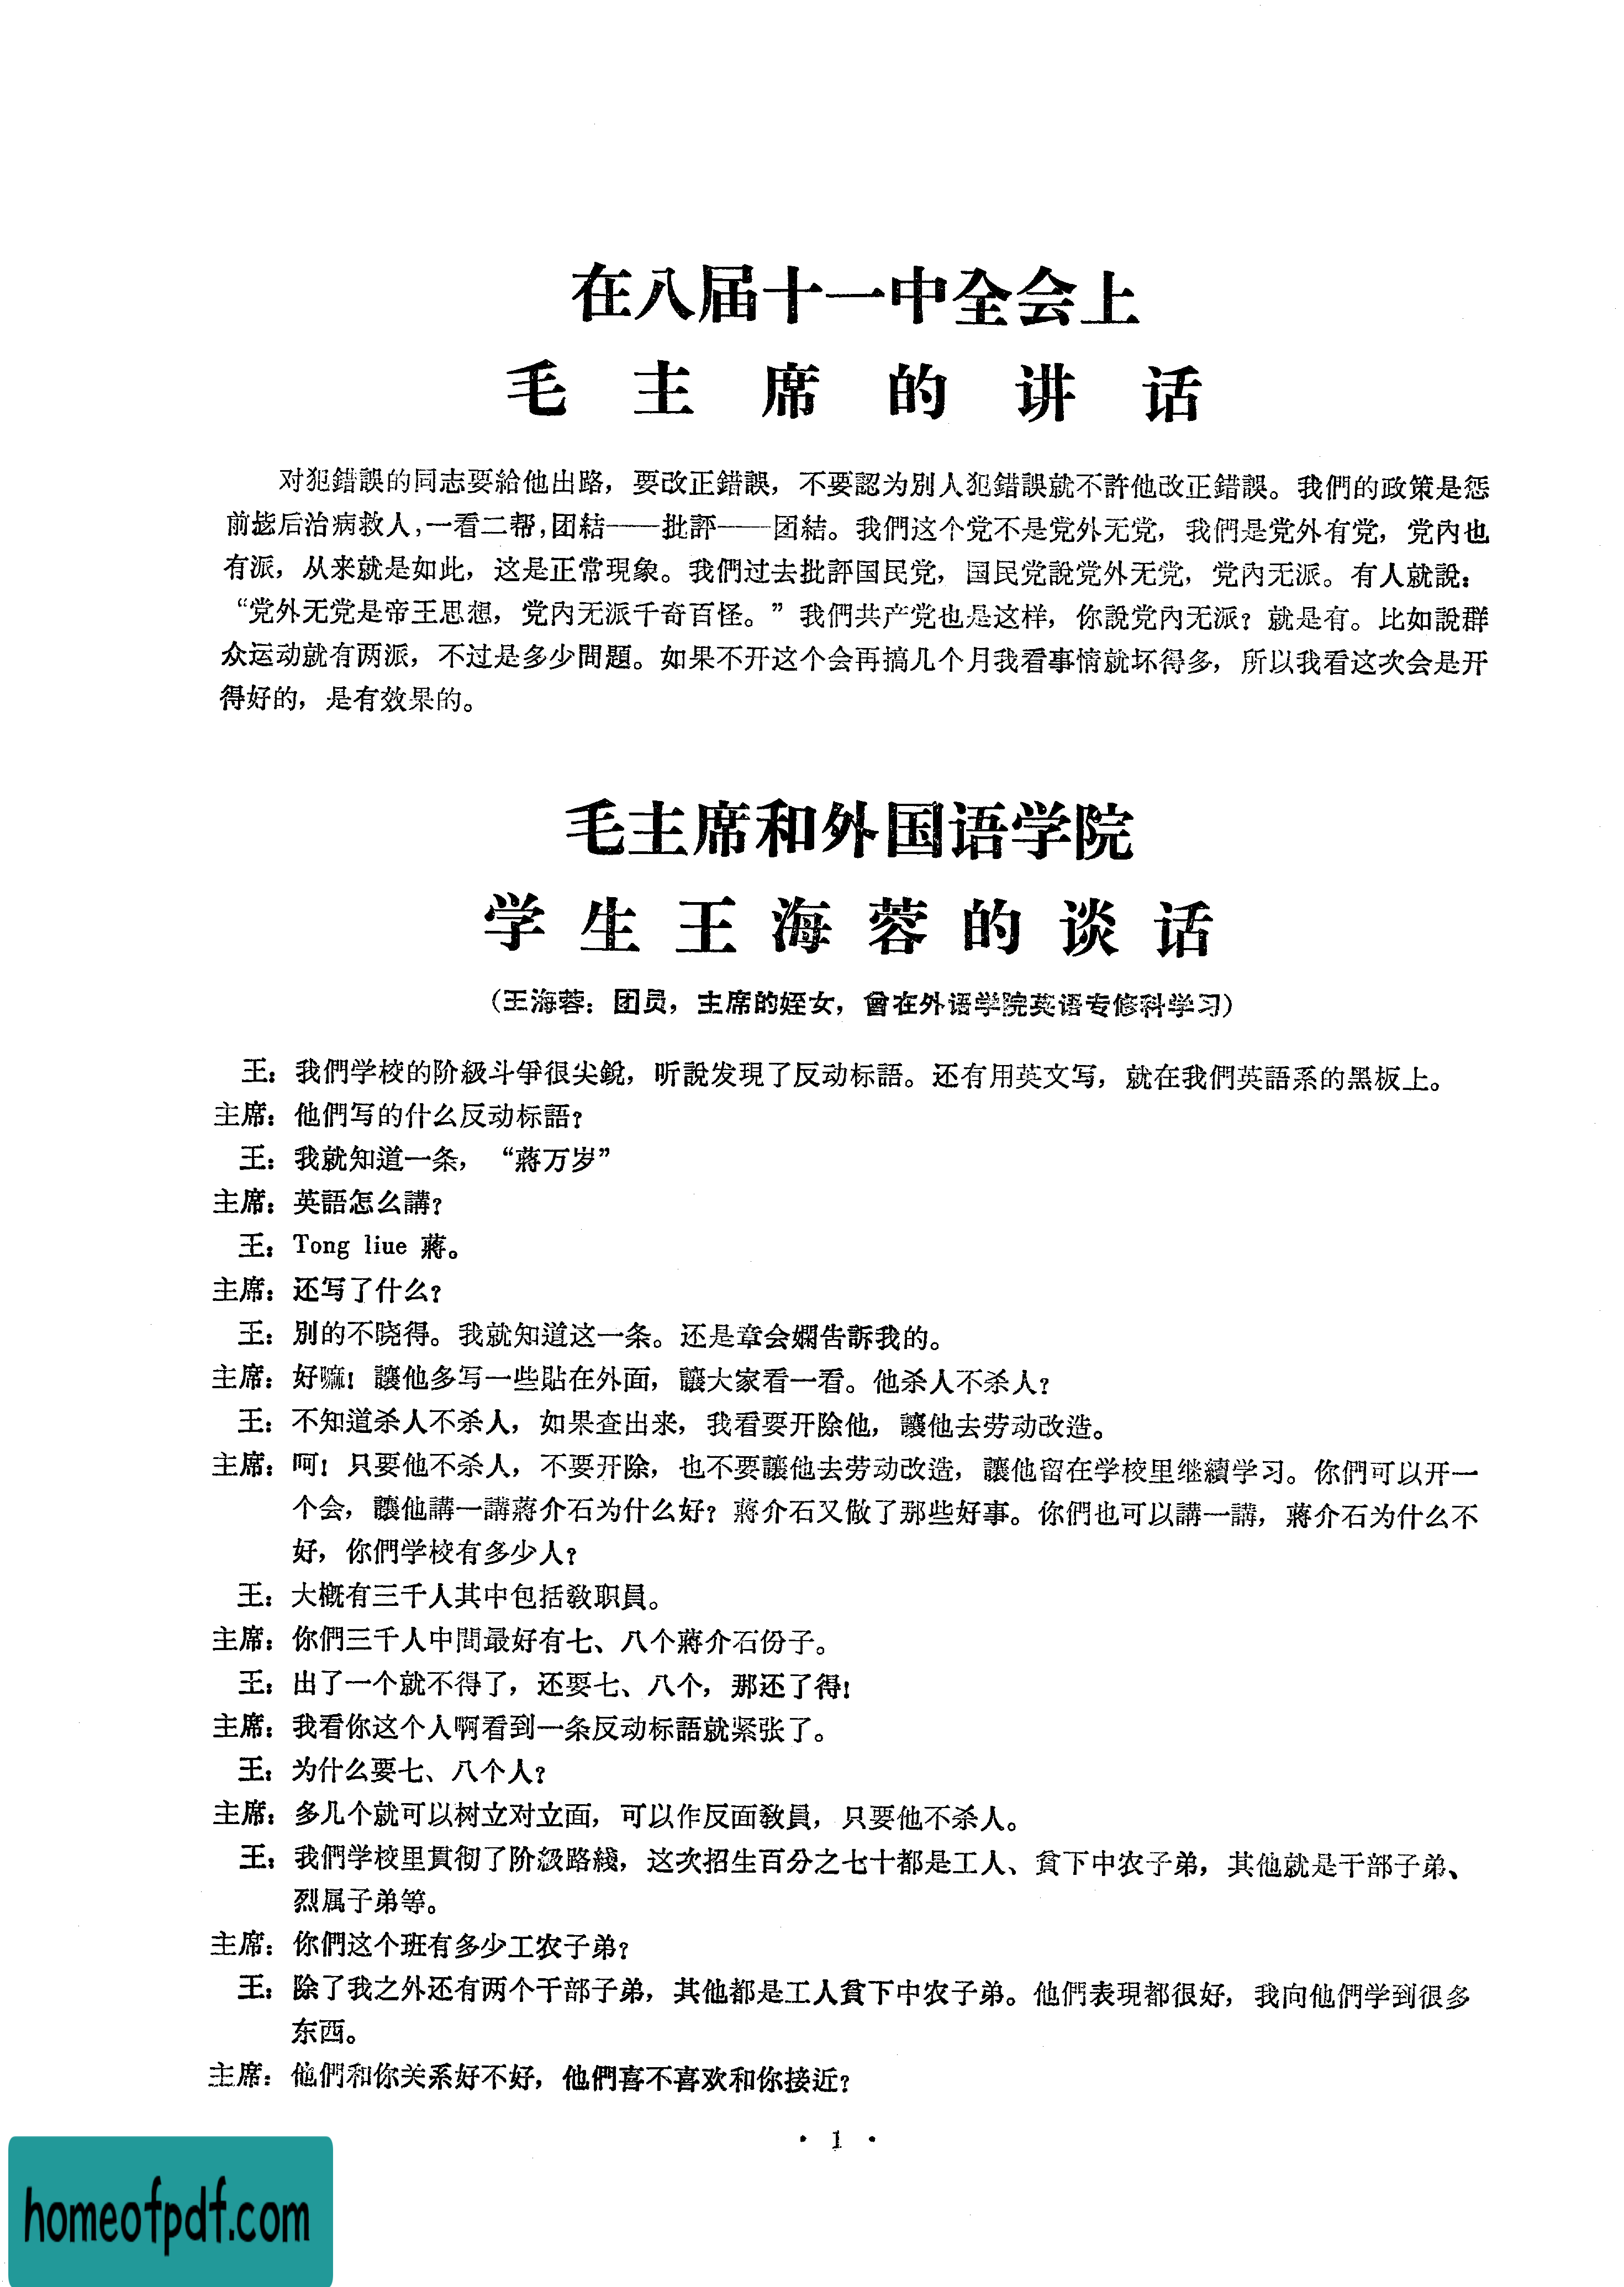 在八届十一中全会上
毛主席的讲话
对犯錯誤的同志要給他出路，要改正錯誤，不要認为別人犯錯誤就不許他改正錯誤。我們的政策是惩
前毖后治病救人，一看二帮，团結——批評——团結。我們这个党不是党外无党，我們是党外有党，党內也
有派，从来就是如此，这是正常現象。我們过去批評国民党，国民党說党外无党，党內无派。有人就說：
“党外无党是帝王思想，党內无派千奇百怪。”我們共产党也是这样，你說党內无派？就是有。比如說群
众运动就有两派，不过是多少問題。如果不开这个会再搞几个月我看事情就坏得多，所以我看这次会是开
得好的，是有效果的。
毛主席和外国语学院
学生王海蓉的谈话
（王海蓉：团员，主席的姪女，曾在外语学院英语专修科学习）
王：我們学校的阶級斗爭很尖銳，听說发現了反动标語。还有用英文写，就在我們英語系的黑板上。
主席：他們写的什么反动标語？
王：我就知道一条，“蔣万岁”
主席：英語怎么講？
王：Tong liue 蔣。
主席：还写了什么？
王：別的不晓得。我就知道这一条。还是章会嫻告訴我的。
主席：好嘛！讓他多写一些貼在外面，讓大家看一看。他杀人不杀人？
王：不知道杀人不杀人，如果查出来，我看要开除他，讓他去劳动改造。
主席：呵！只要他不杀人，不要开除，也不要讓他去劳动改造，讓他留在学校里继續学习。你們可以开一
个会，讓他講一講蔣介石为什么好？蔣介石又做了那些好事。你們也可以講一講，蔣介石为什么不
好，你們学校有多少人？
王：大概有三千人其中包括教职員。
主席：你們三千人中間最好有七、八个蔣介石份子。
王：出了一个就不得了，还要七、八个，那还了得！
主席：我看你这个人啊看到一条反动标語就紧张了。
王：为什么要七、八个人？
主席：多几个就可以树立对立面，可以作反面教員，只要他不杀人。
王：我們学校里貫彻了阶級路綫，这次招生百分之七十都是工人、貧下中农子弟，其他就是干部子弟、
烈属子弟等。
主席：你們这个班有多少工农子弟？
王：除了我之外还有两个干部子弟，其他都是工人貧下中农子弟。他們表現都很好，我向他們学到很多
东西。
主席：他們和你关系好不好，他們喜不喜欢和你接近？
· 1 ·
homeofpdf.com